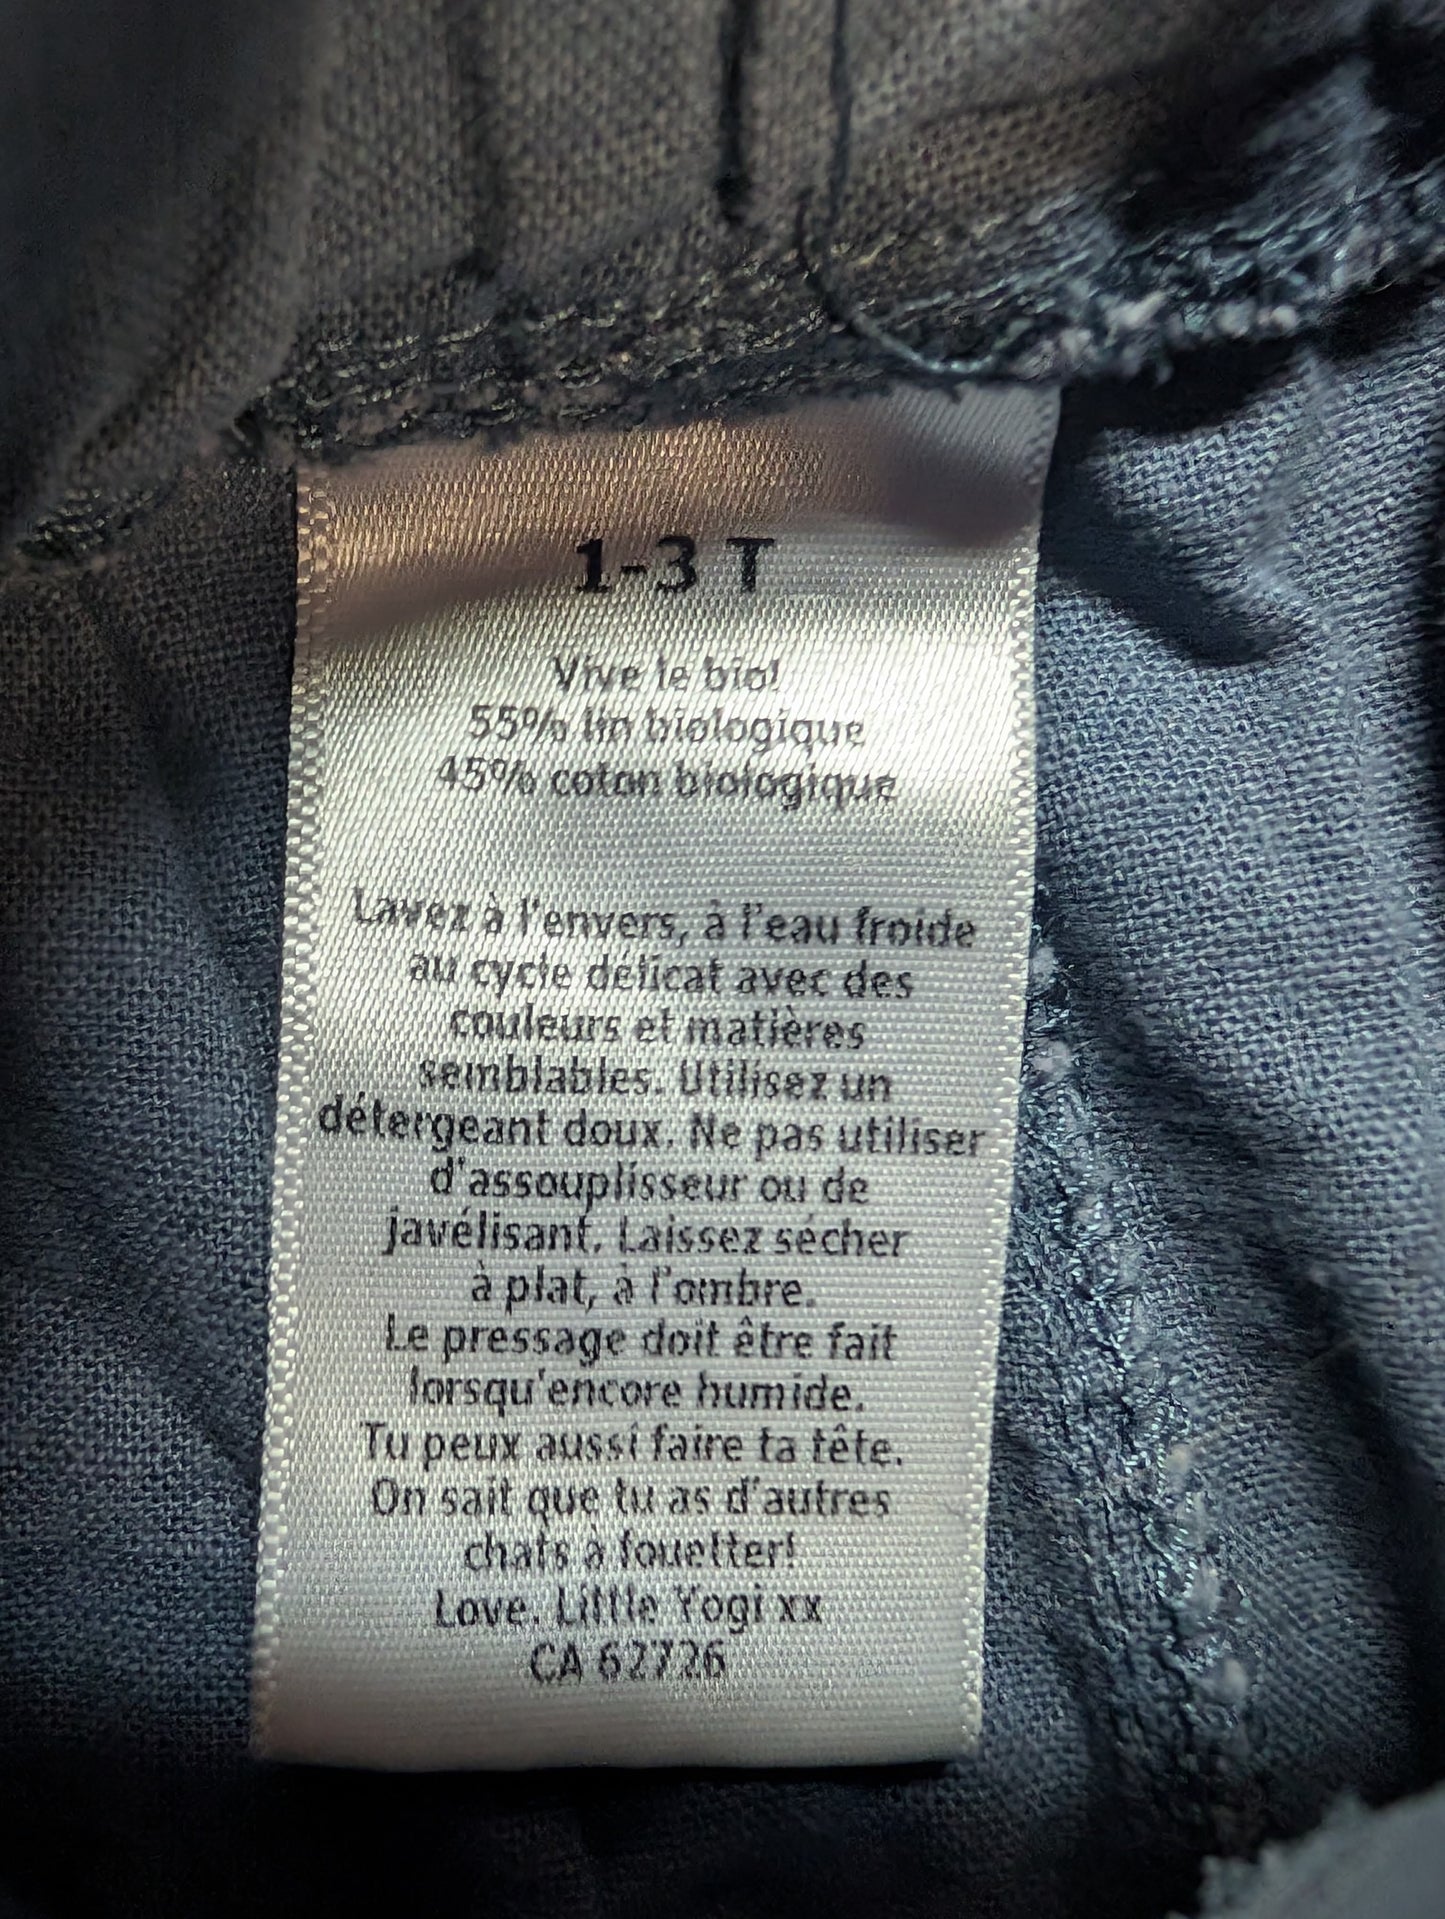 1-3 T
Vive le bio!
55% lin biologique
45% coton biologique
Lavez à l'envers, à l'eau froide
au cycle délicat avec des
couleurs et matières
semblables. Utilisez un
détergeant doux. Ne pas utiliser
d'assouplisseur ou de
javélisant. Laissez sécher
à plat, à l'ombre.
Le pressage doit être fait
lorsqu'encore humide.
Tu peux aussi faire ta tête.
On sait que tu as d'autres
chats à fouetter!
Love. Little Yogi xx
CA 62726